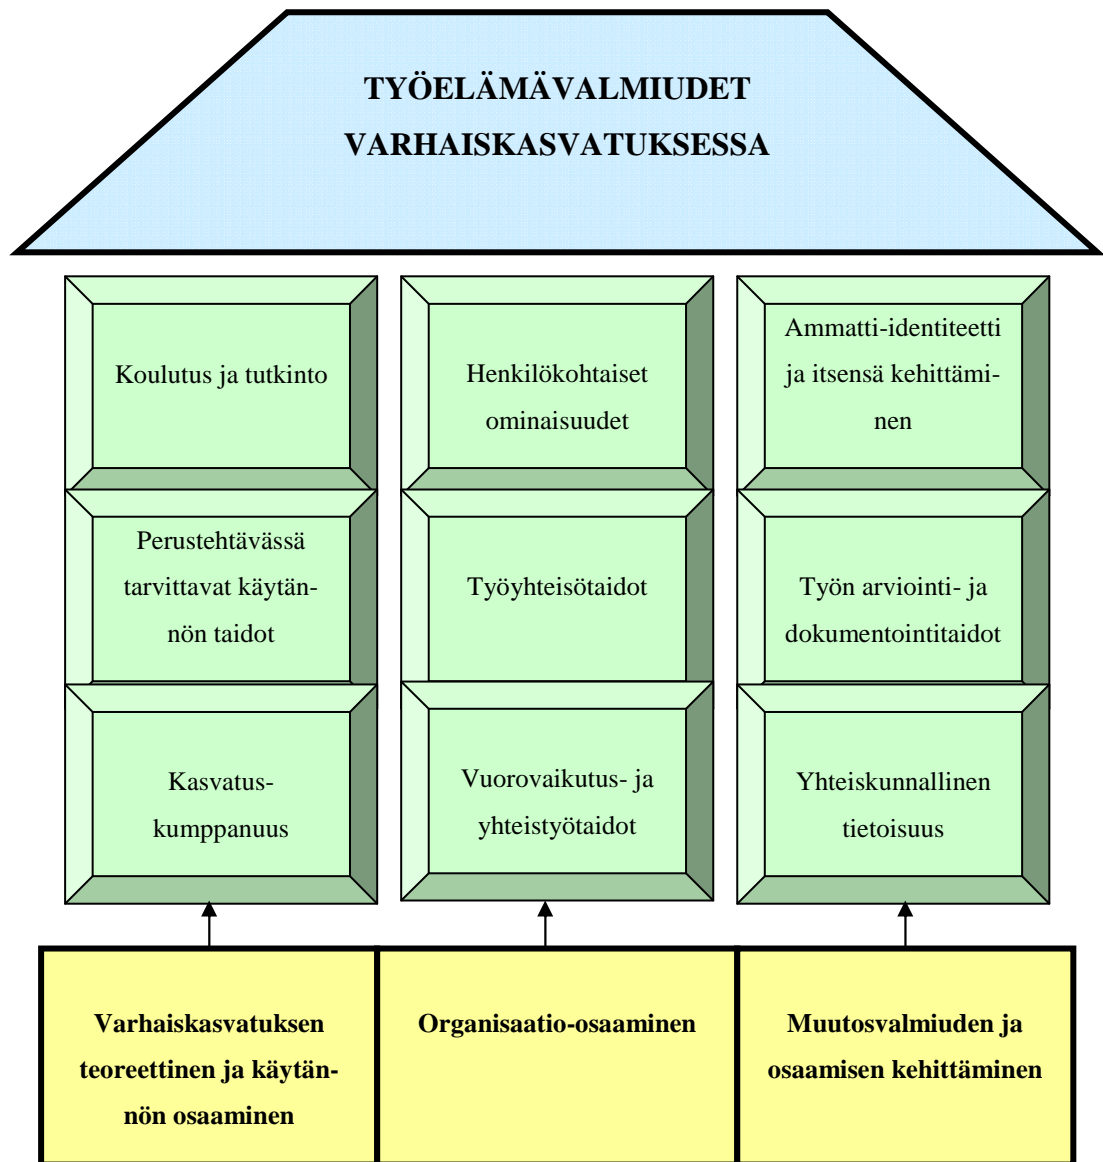 TYÖELÄMÄVALMIUDET
VARHAISKASVATUKSESSA
Koulutus ja tutkinto
Henkilökohtaiset
ominaisuudet
Ammatti-identiteetti
ja itsensä kehittämi-
nen
Perustehtävässä
tarvittavat käytän-
nön taidot
Työyhteisötaidot
Työn arviointi- ja
dokumentointitaidot
Kasvatus-
kumppanuus
Vuorovaikutus- ja
yhteistyötaidot
Yhteiskunnallinen
tietoisuus
Varhaiskasvatuksen
teoreettinen ja käytän-
nön osaaminen
Organisaatio-osaaminen
Muutosvalmiuden ja
osaamisen kehittäminen